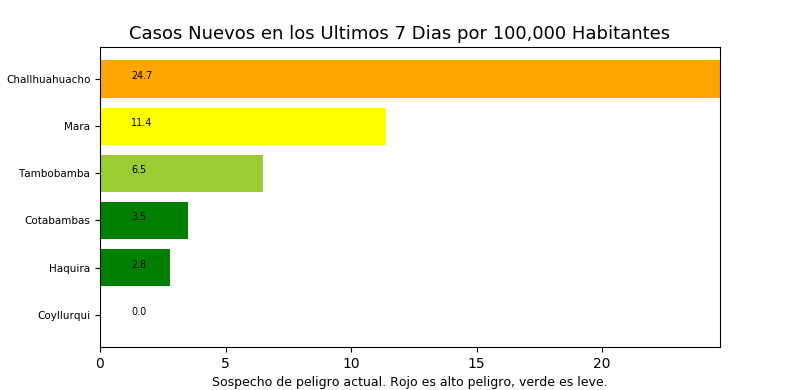 Casos Nuevos en los Ultimos 7 Dias por 100,000 Habitantes
Challhuahuacho 24.7
Mara 11.4
Tambobamba 6.5
Cotabambas 3.5
Haquira 2.8
Coyllurqui 0.0
0 5 10 15 20
Sospecho de peligro actual. Rojo es alto peligro, verde es leve.